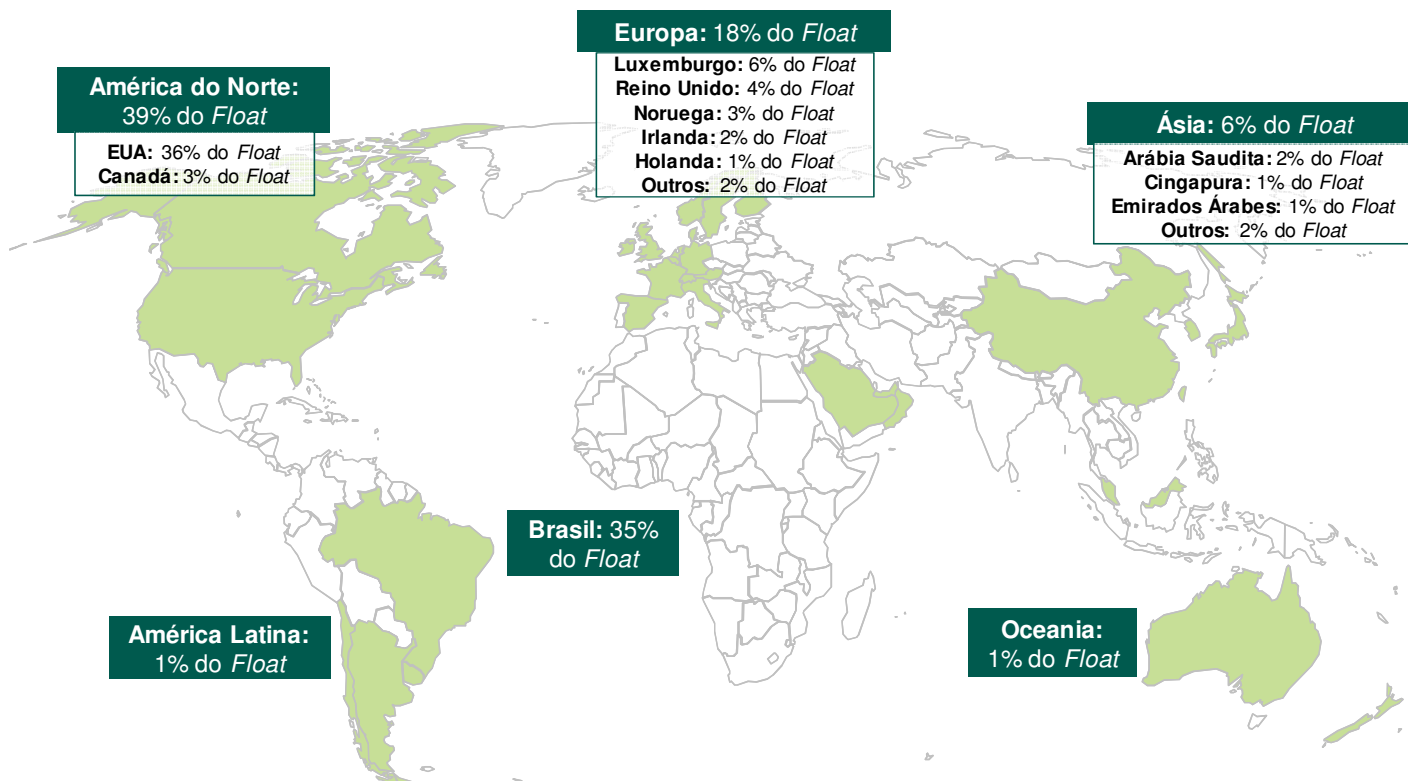 Europa: 18% do Float
Luxemburgo: 6% do Float
Reino Unido: 4% do Float
Noruega: 3% do Float
Irlanda: 2% do Float
Holanda: 1% do Float
Outros: 2% do Float
América do Norte:
39% do Float
EUA: 36% do Float
Canadá: 3% do Float
Ásia: 6% do Float
Arábia Saudita: 2% do Float
Cingapura: 1% do Float
Emirados Árabes: 1% do Float
Outros: 2% do Float
Brasil: 35%
do Float
América Latina:
1% do Float
Oceania:
1% do Float